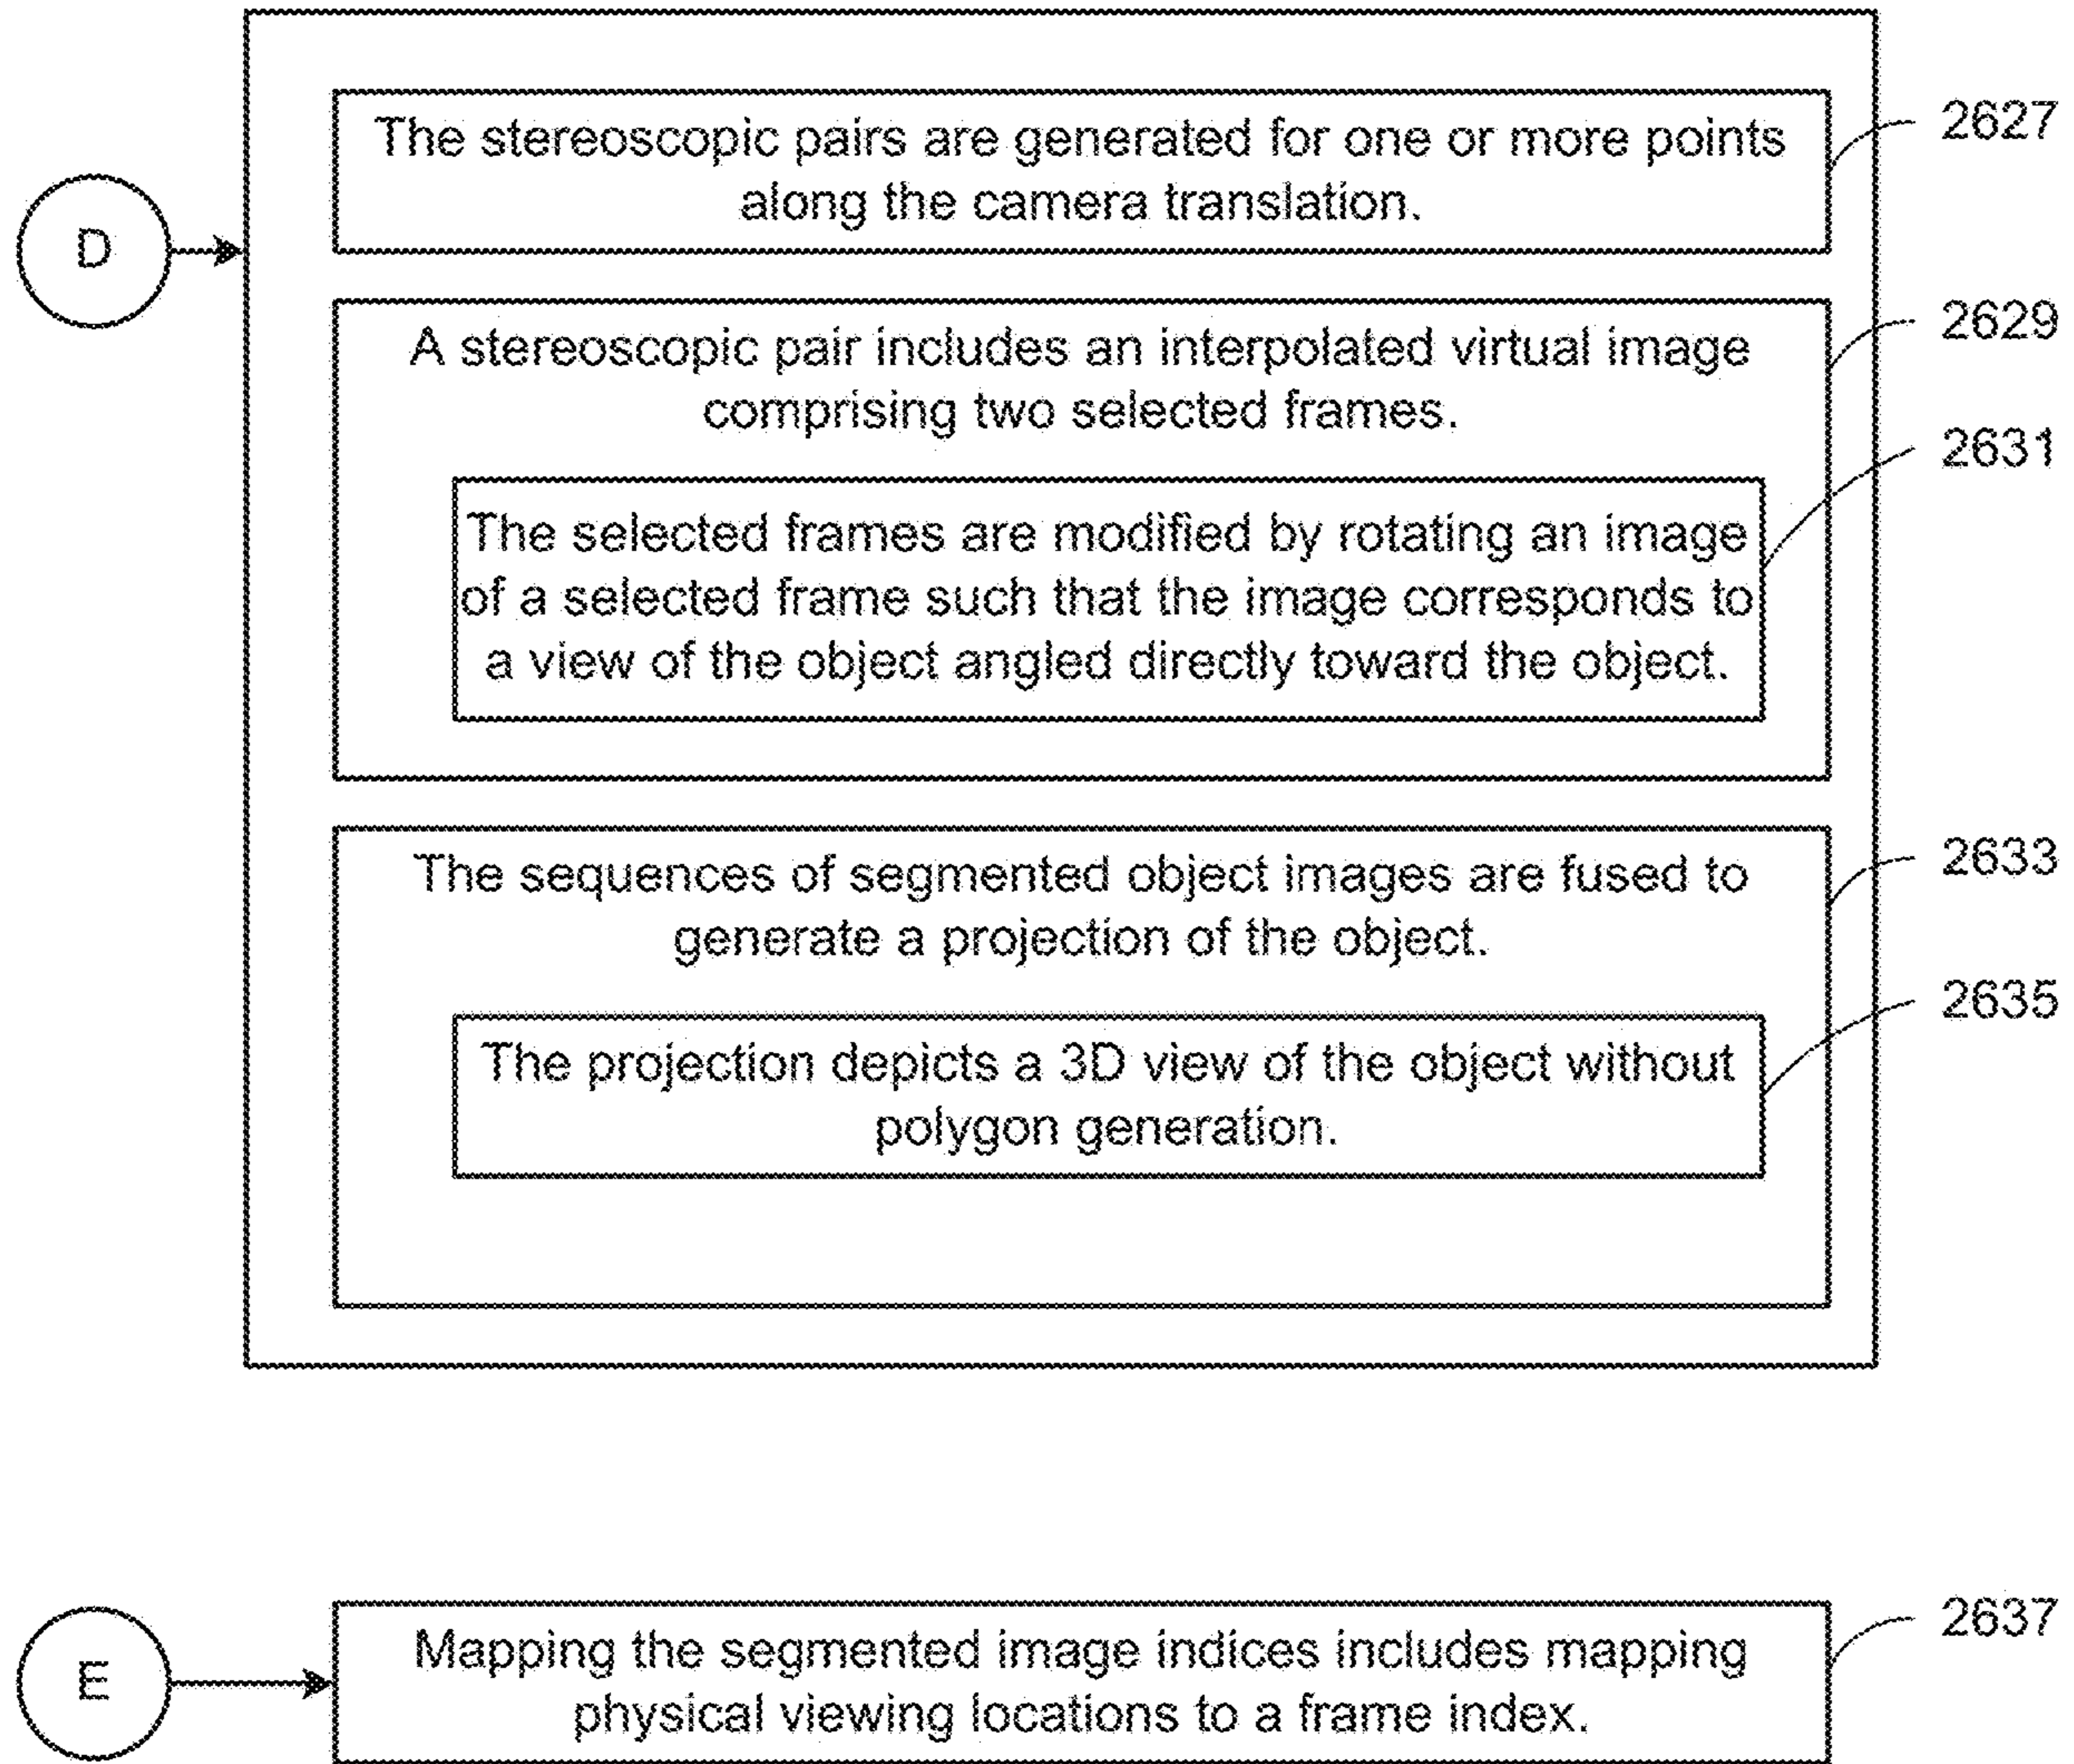 D
The stereoscopic pairs are generated for one or more points
along the camera translation.
2627
A stereoscopic pair includes an interpolated virtual image
comprising two selected frames.
2629
The selected frames are modified by rotating an image
of a selected frame such that the image corresponds to
a view of the object angled directly toward the object.
2631
The sequences of segmented object images are fused to
generate a projection of the object.
2633
The projection depicts a 3D view of the object without
polygon generation.
2635
E
Mapping the segmented image indices includes mapping
physical viewing locations to a frame index.
2637